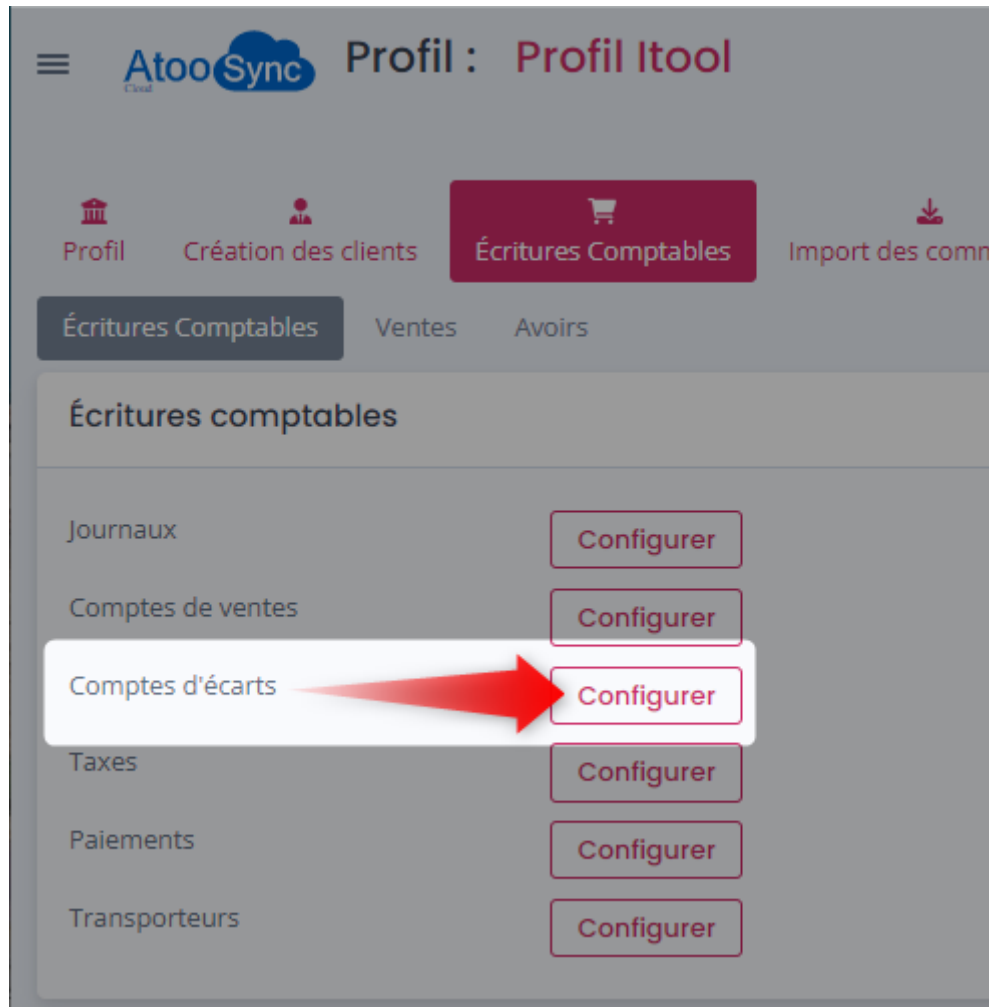 AtooSync
Cloud
Profil : Profil Itool
Profil
Création des clients
Écritures Comptables
Import des comm
Écritures Comptables
Ventes
Avoirs
Écritures comptables
Journaux Configurer
Comptes de ventes Configurer
Comptes d'écarts Configurer
Taxes Configurer
Paiements Configurer
Transporteurs Configurer